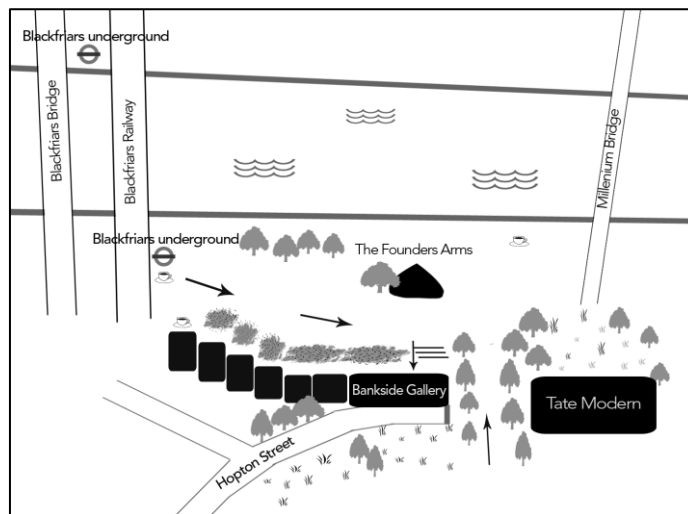 Blackfriars underground
Blackfriars Bridge
Blackfriars Railway
Millenium Bridge
Blackfriars underground
The Founders Arms
Bankside Gallery
Tate Modern
Hopton Street